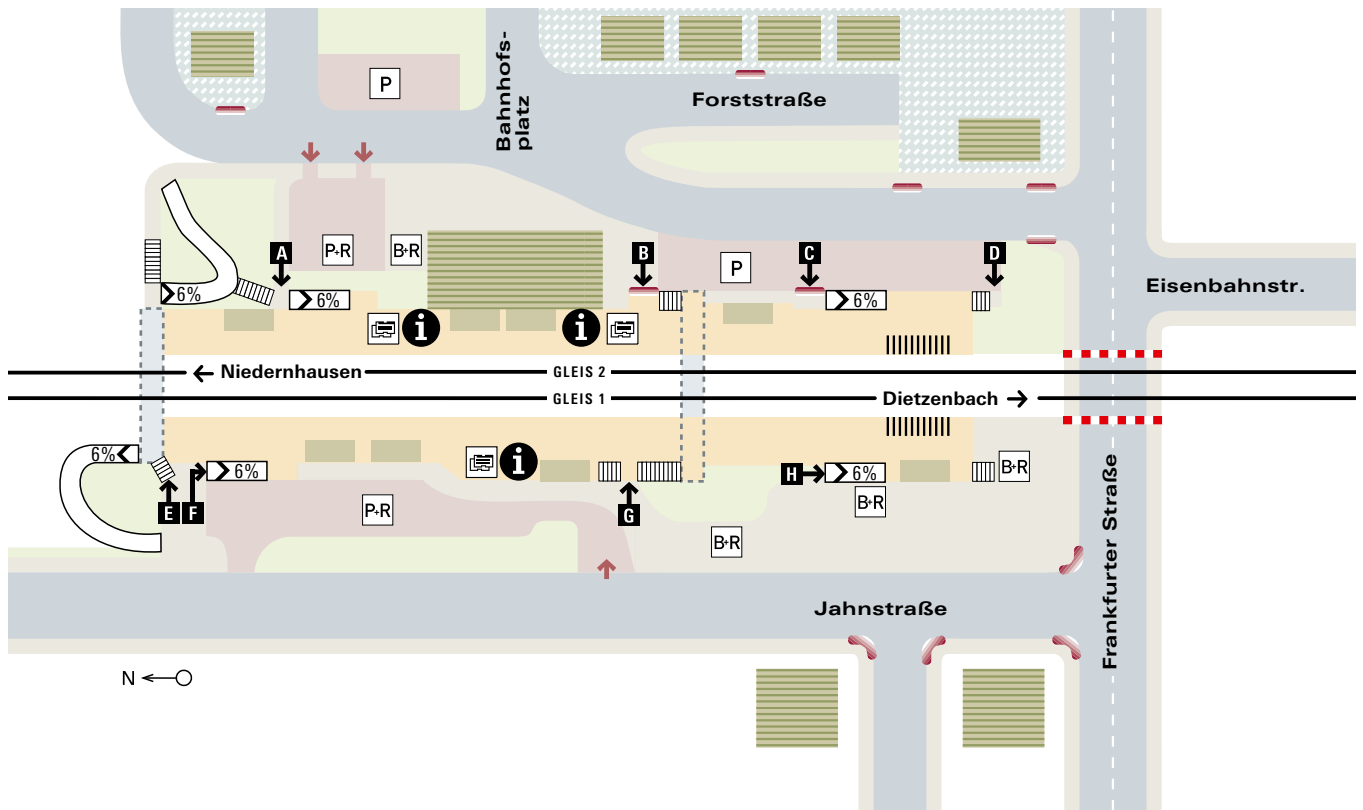 P
Bahnhofs-
platz
Forststraße
A
P+R
B+R
B
P
C
D
Eisenbahnstr.
6%
6%
6%
i
i
← Niedernhausen
GLEIS 2
GLEIS 1
Dietzenbach →
6%
6%
i
6%
H
B+R
E
F
P+R
G
B+R
B+R
Jahnstraße
Frankfurter Straße
N